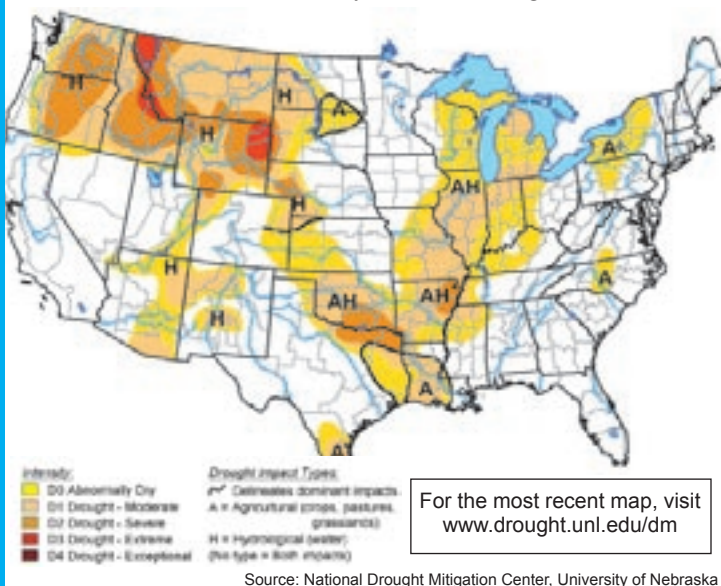 H
H
H
H
H
H
A
AH
AH
AH
A
A
A
A
Intensity:
D0 Abnormally Dry
D1 Drought - Moderate
D2 Drought - Severe
D3 Drought - Extreme
D4 Drought - Exceptional
Drought Impact Types:
Delineates dominant impacts
A = Agricultural (crops, pastures,
grasslands)
H = Hydrological (water)
(No type = Both impacts)
For the most recent map, visit
www.drought.unl.edu/dm
Source: National Drought Mitigation Center, University of Nebraska